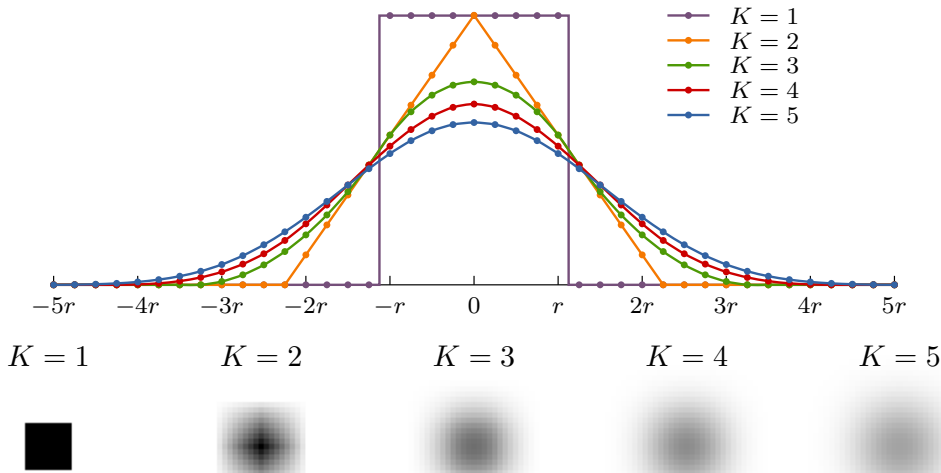 K = 1
K = 2
K = 3
K = 4
K = 5
−5r −4r −3r −2r −r 0 r 2r 3r 4r 5r
K = 1 K = 2 K = 3 K = 4 K = 5